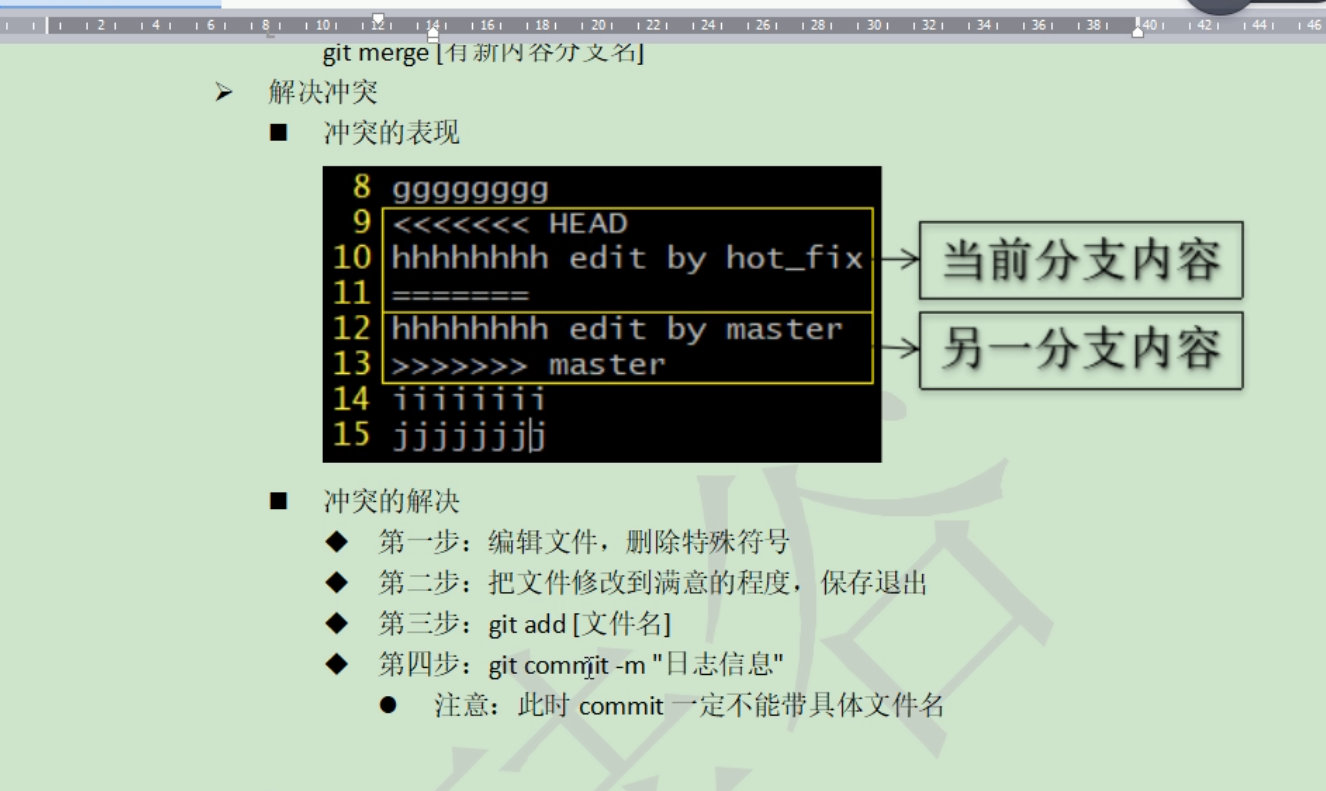 2 4 6 8 10 12 14 16 18 20 22 24 26 28 30 32 34 36 38 40 42 44 46
git merge [有新内容分支名]
解决冲突
冲突的表现
8 gggggggg
9 <<<<<<< HEAD
10 hhhhhhhh edit by hot_fix
11 =======
12 hhhhhhhh edit by master
13 >>>>>>> master
14 iiiiiiii
15 jjjjjjjj
当前分支内容
另一分支内容
冲突的解决
第一步：编辑文件，删除特殊符号
第二步：把文件修改到满意的程度，保存退出
第三步：git add [文件名]
第四步：git commit -m "日志信息"
注意：此时 commit 一定不能带具体文件名